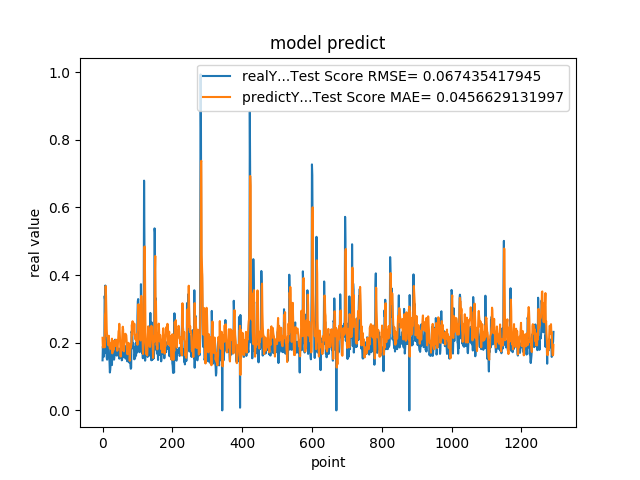 model predict
realY...Test Score RMSE= 0.067435417945
predictY...Test Score MAE= 0.0456629131997
1.0
0.8
0.6
0.4
0.2
0.0
real value
0 200 400 600 800 1000 1200
point